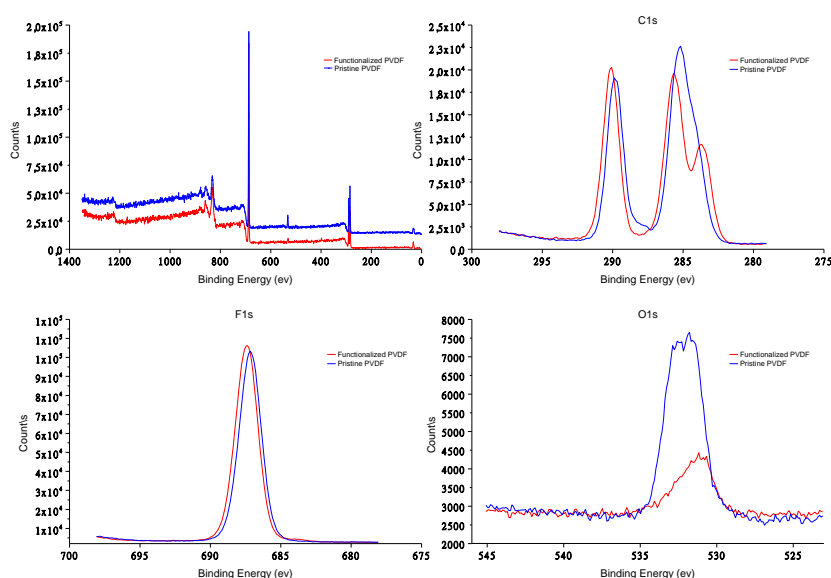 2,0x10⁵
1,8x10⁵
1,5x10⁵
1,3x10⁵
1,0x10⁵
7,5x10⁴
5,0x10⁴
2,5x10⁴
0,0
Count\s
Functionalized PVDF
Pristine PVDF
1400 1200 1000 800 600 400 200 0
Binding Energy (ev)
C1s
2,5x10⁴
2,3x10⁴
2,0x10⁴
1,8x10⁴
1,5x10⁴
1,3x10⁴
1,0x10⁴
7,5x10³
5,0x10³
2,5x10³
0,0
Count\s
Functionalized PVDF
Pristine PVDF
300 295 290 285 280 275
Binding Energy (ev)
F1s
1x10⁵
1x10⁵
1x10⁵
9x10⁴
8x10⁴
7x10⁴
6x10⁴
5x10⁴
4x10⁴
3x10⁴
2x10⁴
1x10⁴
Count\s
Functionalized PVDF
Pristine PVDF
700 695 690 685 680 675
Binding Energy (ev)
O1s
8000
7500
7000
6500
6000
5500
5000
4500
4000
3500
3000
2500
2000
Count\s
Functionalized PVDF
Pristine PVDF
545 540 535 530 525
Binding Energy (ev)